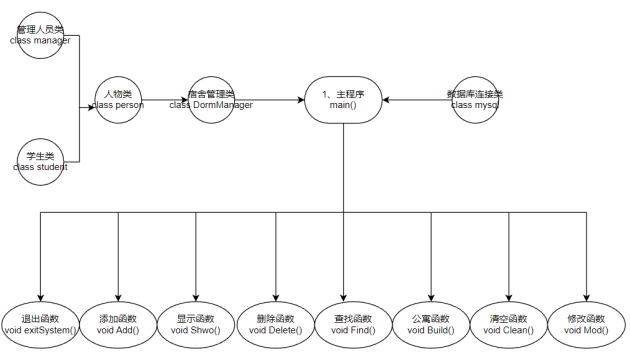 管理人员类
class manager
人物类
class person
宿舍管理类
class DormManager
1、主程序
main()
数据库连接类
class mysql
学生类
class student
退出函数
void exitSystem()
添加函数
void Add()
显示函数
void Shwo()
删除函数
void Delete()
查找函数
void Find()
公寓函数
void Build()
清空函数
void Clean()
修改函数
void Mod()